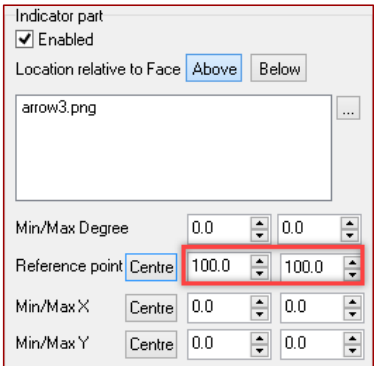 Indicator part
Enabled
Location relative to Face Above Below
arrow3.png
...
Min/Max Degree 0.0 0.0
Reference point Centre 100.0 100.0
Min/Max X Centre 0.0 0.0
Min/Max Y Centre 0.0 0.0